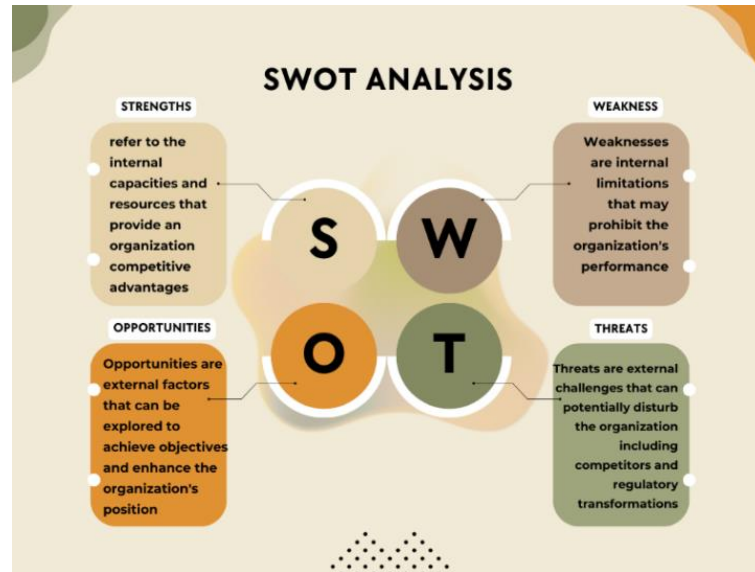 SWOT ANALYSIS
STRENGTHS
refer to the
internal
capacities and
resources that
provide an
organization
competitive
advantages
WEAKNESS
Weaknesses
are internal
limitations
that may
prohibit the
organization's
performance
S
W
O
T
OPPORTUNITIES
Opportunities are
external factors
that can be
explored to
achieve objectives
and enhance the
organization's
position
THREATS
Threats are external
challenges that can
potentially disturb
the organization
including
competitors and
regulatory
transformations